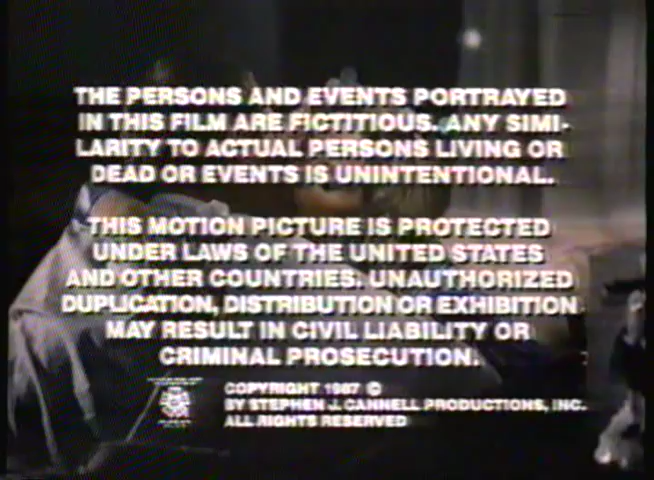 THE PERSONS AND EVENTS PORTRAYED
IN THIS FILM ARE FICTITIOUS. ANY SIMI-
LARITY TO ACTUAL PERSONS LIVING OR
DEAD OR EVENTS IS UNINTENTIONAL.
THIS MOTION PICTURE IS PROTECTED
UNDER LAWS OF THE UNITED STATES
AND OTHER COUNTRIES. UNAUTHORIZED
DUPLICATION, DISTRIBUTION OR EXHIBITION
MAY RESULT IN CIVIL LIABILITY OR
CRIMINAL PROSECUTION.
COPYRIGHT 1987 ©
BY STEPHEN J. CANNELL PRODUCTIONS, INC.
ALL RIGHTS RESERVED